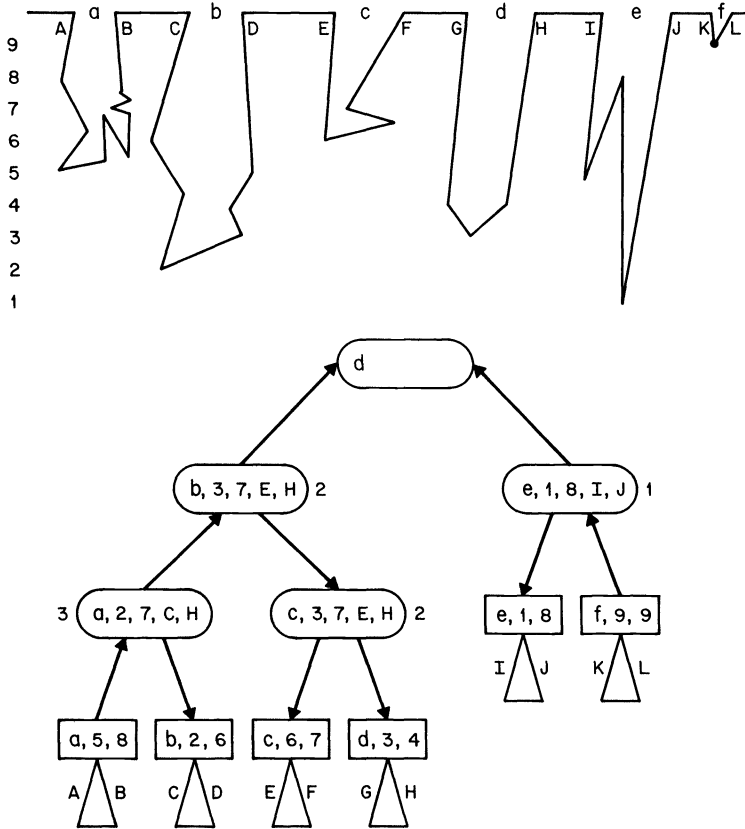 a b c d e f
A B C D E F G H I J K L
9
8
7
6
5
4
3
2
1
d
b, 3, 7, E, H 2 e, 1, 8, I, J 1
3 a, 2, 7, C, H c, 3, 7, E, H 2 e, 1, 8 f, 9, 9
I J K L
a, 5, 8 b, 2, 6 c, 6, 7 d, 3, 4
A B C D E F G H